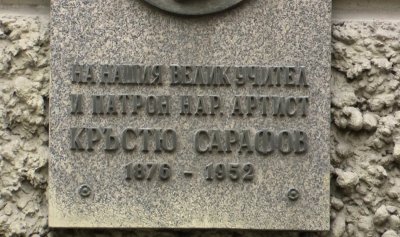 НА НАШИЯ ВЕЛИК УЧИТЕЛ
И ПАТРОН НАР. АРТИСТ
КРЪСТЮ САРАФОВ
1876 - 1952